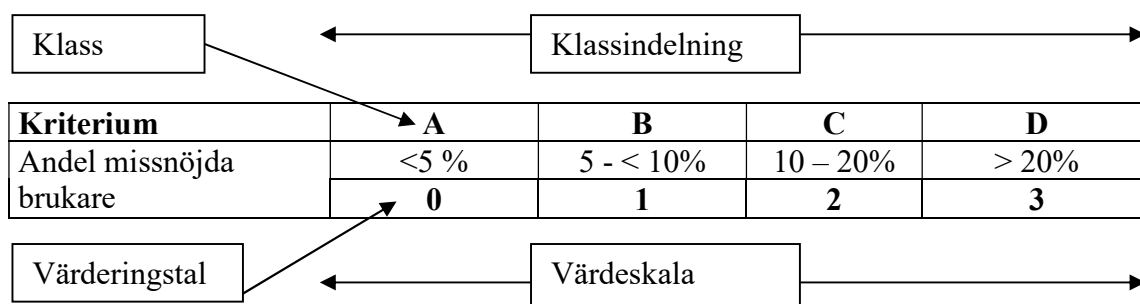 Klass Klassindelning
Kriterium A B C D
Andel missnöjda <5 % 5 - < 10% 10 – 20% > 20%
brukare 0 1 2 3
Värderingstal Värdeskala